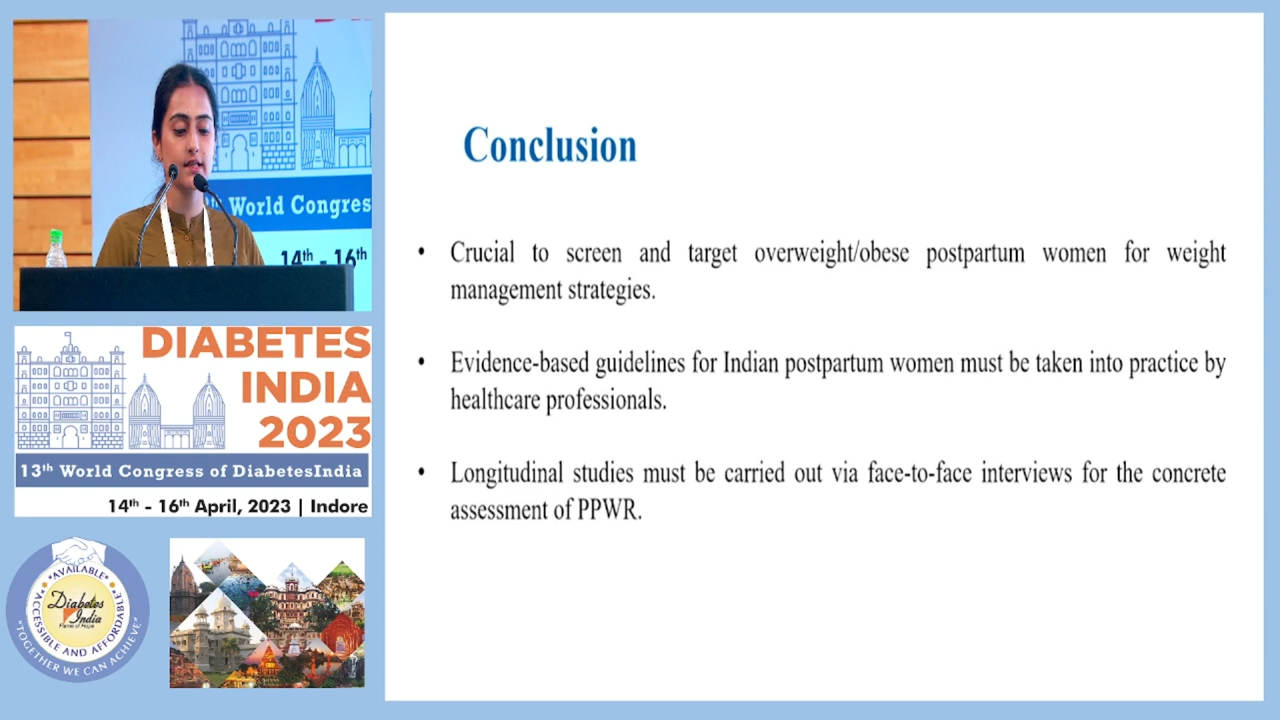 World Congres
14th - 16th
DIABETES
INDIA
2023
13th World Congress of DiabetesIndia
14th - 16th April, 2023 | Indore
*AVAILABLE*
*ACCESSIBLE AND AFFORDABLE*
Diabetes
India
"TOGETHER WE CAN ACHIEVE"
Conclusion
• Crucial to screen and target overweight/obese postpartum women for weight
management strategies.
• Evidence-based guidelines for Indian postpartum women must be taken into practice by
healthcare professionals.
• Longitudinal studies must be carried out via face-to-face interviews for the concrete
assessment of PPWR.